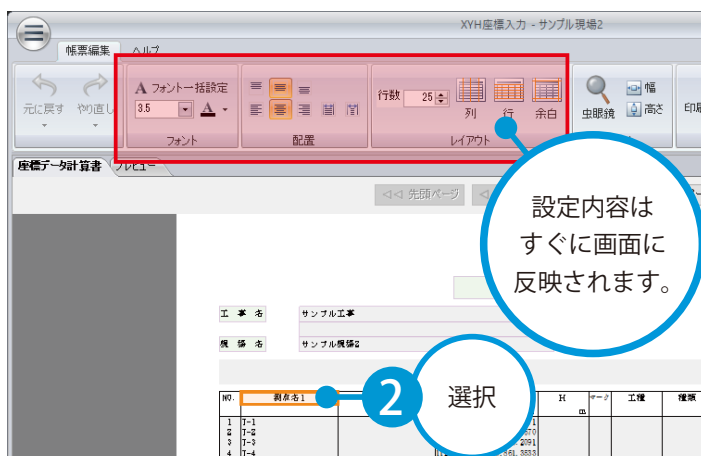 XYH座標入力 - サンプル現場2
帳票編集 ヘルプ
元に戻す やり直し
A フォント一括設定
3.5 A
フォント
配置
行数 25
列 行 余白
レイアウト
虫眼鏡
幅
高さ
座標データ計算書 プレビュー
◁◁ 先頭ページ
設定内容は
すぐに画面に
反映されます。
工 事 名 サンプル工事
現 場 名 サンプル現場2
2 選択
NO. 測点名1 H マーク 工種 種類
m
1 T-1
2 T-2
3 T-3
4 T-4